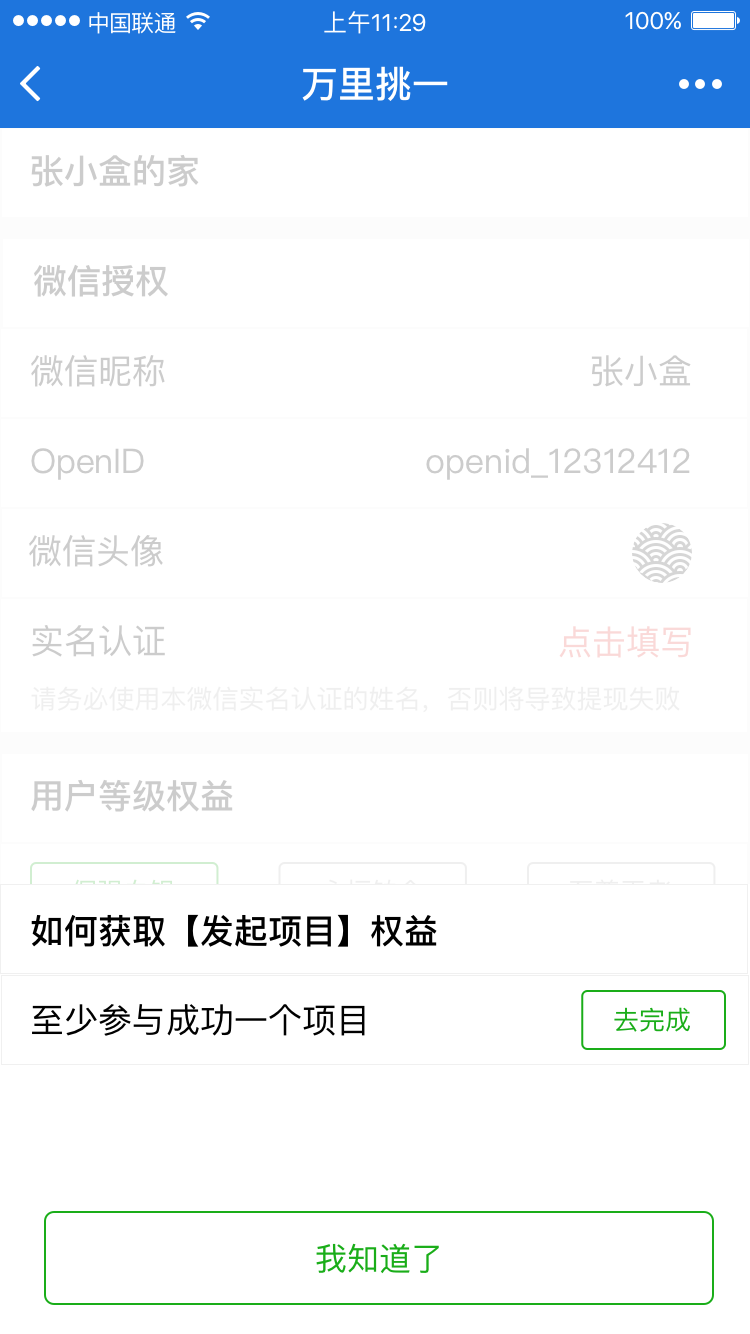 中国联通 上午11:29 100%
万里挑一
张小盒的家
微信授权
微信昵称 张小盒
OpenID openid_12312412
微信头像
实名认证 点击填写
请务必使用本微信实名认证的姓名，否则将导致提现失败
用户等级权益
如何获取【发起项目】权益
至少参与成功一个项目 去完成
我知道了